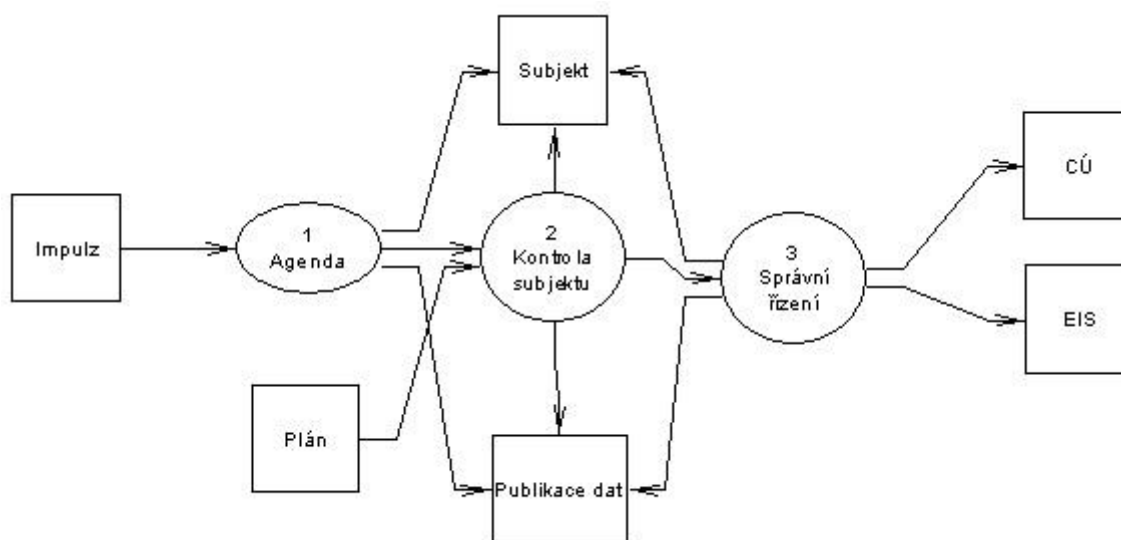 Subjekt
CÚ
Impulz
1
Agenda
2
Kontrola
subjektu
3
Správní
řízení
EIS
Plán
Publikace dat